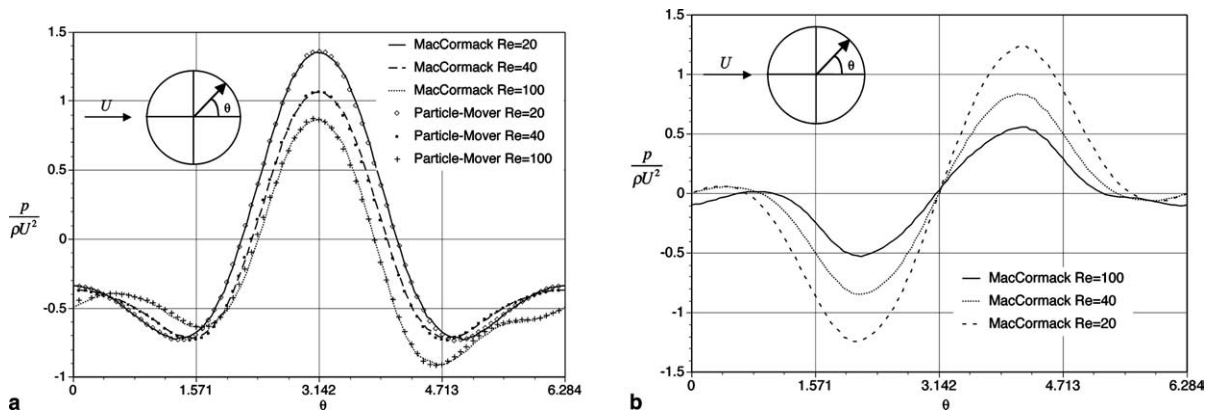 1.5
1
0.5
0
-0.5
-1
p
ρU²
U
θ
MacCormack Re=20
MacCormack Re=40
MacCormack Re=100
Particle-Mover Re=20
Particle-Mover Re=40
Particle-Mover Re=100
0 1.571 3.142 4.713 6.284
θ
a
1.5
1
0.5
0
-0.5
-1
-1.5
p
ρU²
U
θ
MacCormack Re=100
MacCormack Re=40
MacCormack Re=20
0 1.571 3.142 4.713 6.284
θ
b